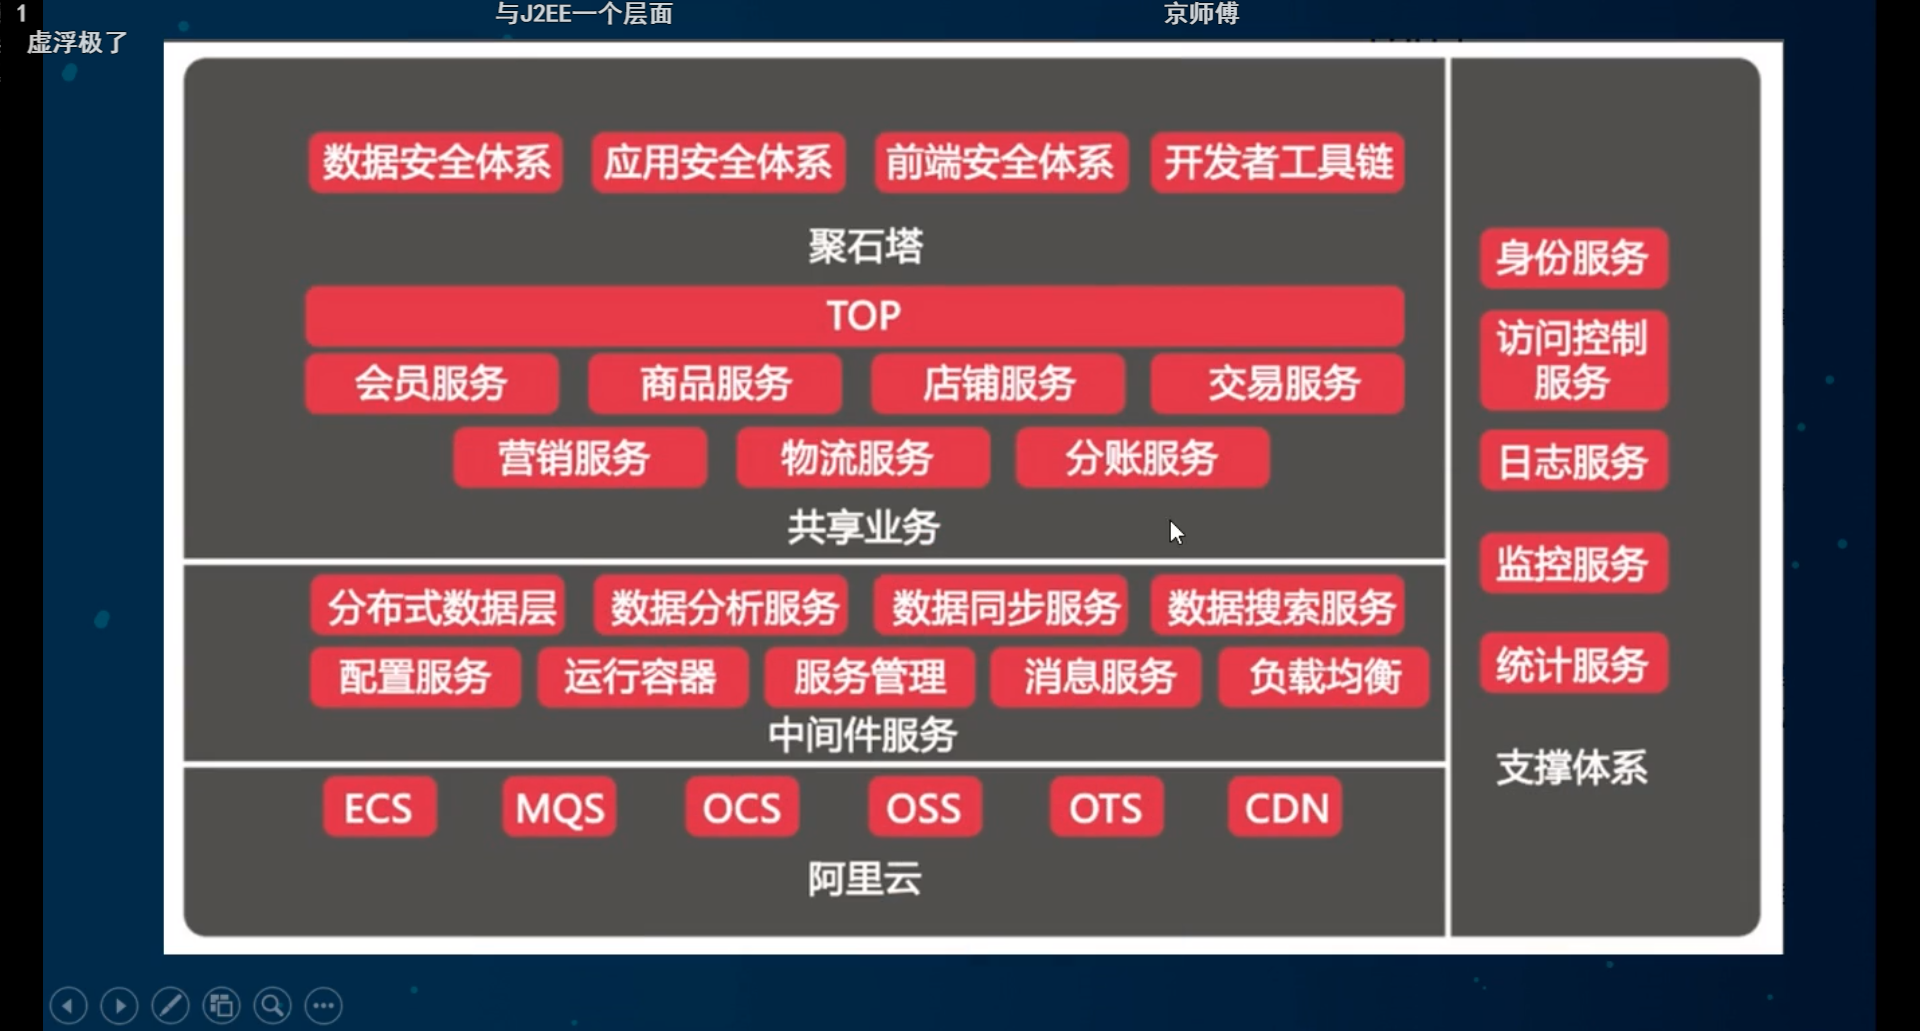 1
与J2EE一个层面
京师傅
虚浮极了
数据安全体系
应用安全体系
前端安全体系
开发者工具链
聚石塔
TOP
会员服务
商品服务
店铺服务
交易服务
营销服务
物流服务
分账服务
共享业务
分布式数据层
数据分析服务
数据同步服务
数据搜索服务
配置服务
运行容器
服务管理
消息服务
负载均衡
中间件服务
ECS
MQS
OCS
OSS
OTS
CDN
阿里云
身份服务
访问控制
服务
日志服务
监控服务
统计服务
支撑体系